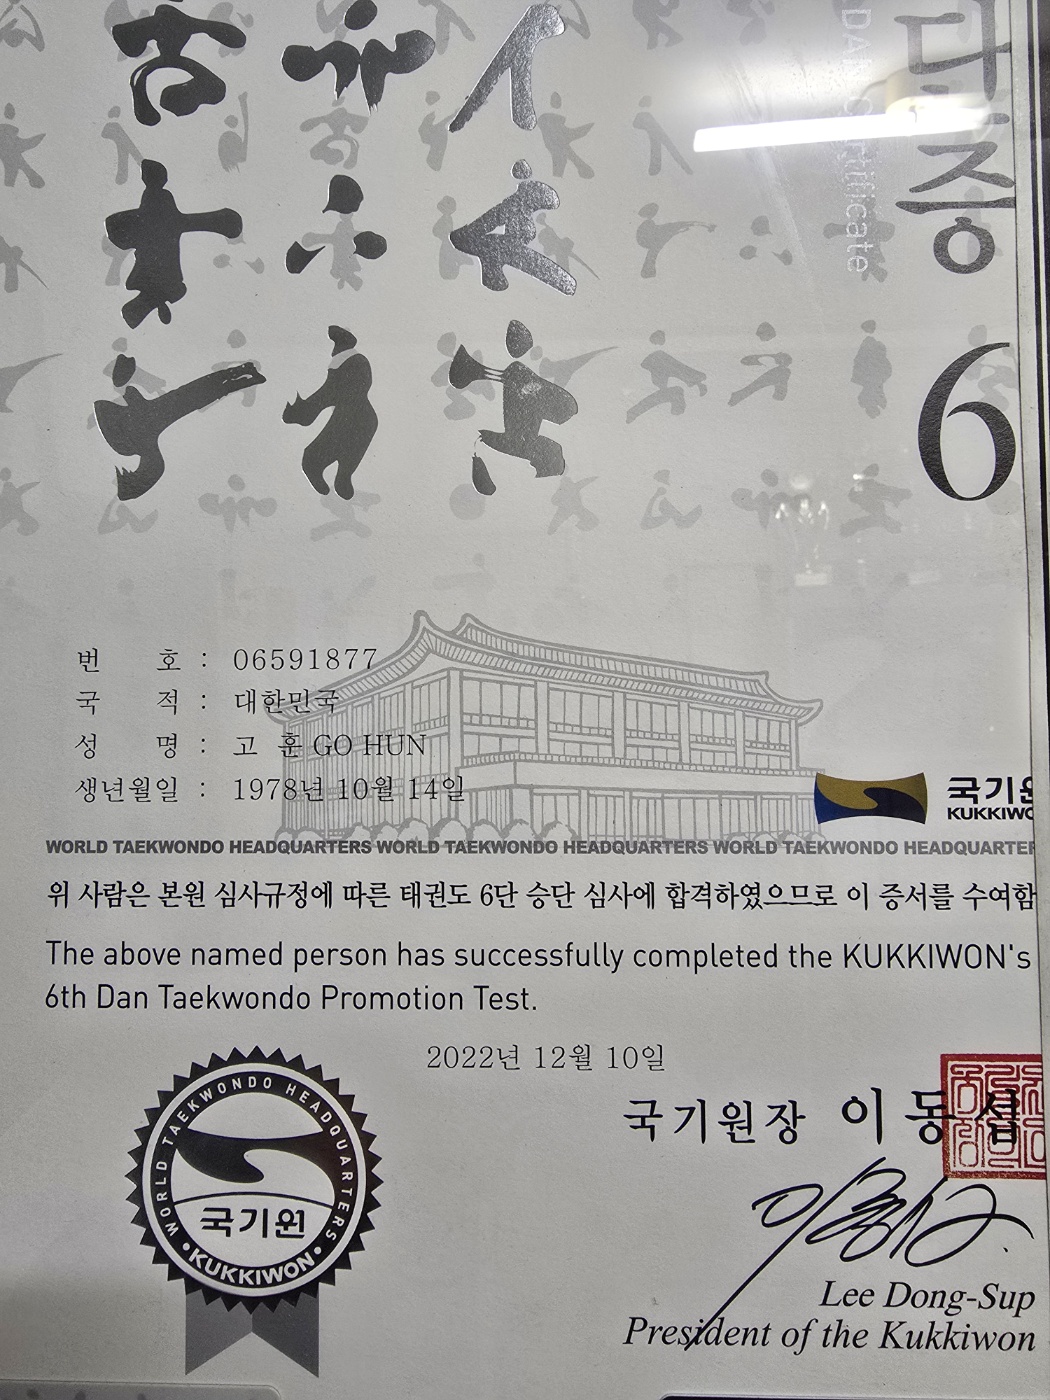 단증
DAN Certificate
6
번 호 : 06591877
국 적 : 대한민국
성 명 : 고 훈 GO HUN
생년월일 : 1978년 10월 14일
국기원
KUKKIWO
WORLD TAEKWONDO HEADQUARTERS WORLD TAEKWONDO HEADQUARTERS WORLD TAEKWONDO HEADQUARTER
위 사람은 본원 심사규정에 따른 태권도 6단 승단 심사에 합격하였으므로 이 증서를 수여함
The above named person has successfully completed the KUKKIWON's
6th Dan Taekwondo Promotion Test.
2022년 12월 10일
국기원장 이동섭
Lee Dong-Sup
President of the Kukkiwon
WORLD TAEKWONDO HEADQUARTERS
국기원
KUKKIWON